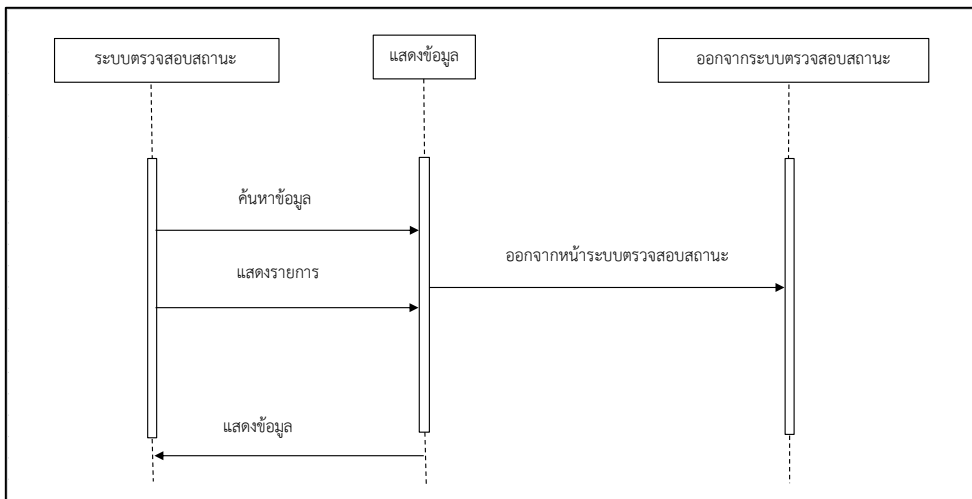 ระบบตรวจสอบสถานะ
แสดงข้อมูล
ออกจากระบบตรวจสอบสถานะ
ค้นหาข้อมูล
ออกจากหน้าระบบตรวจสอบสถานะ
แสดงรายการ
แสดงข้อมูล